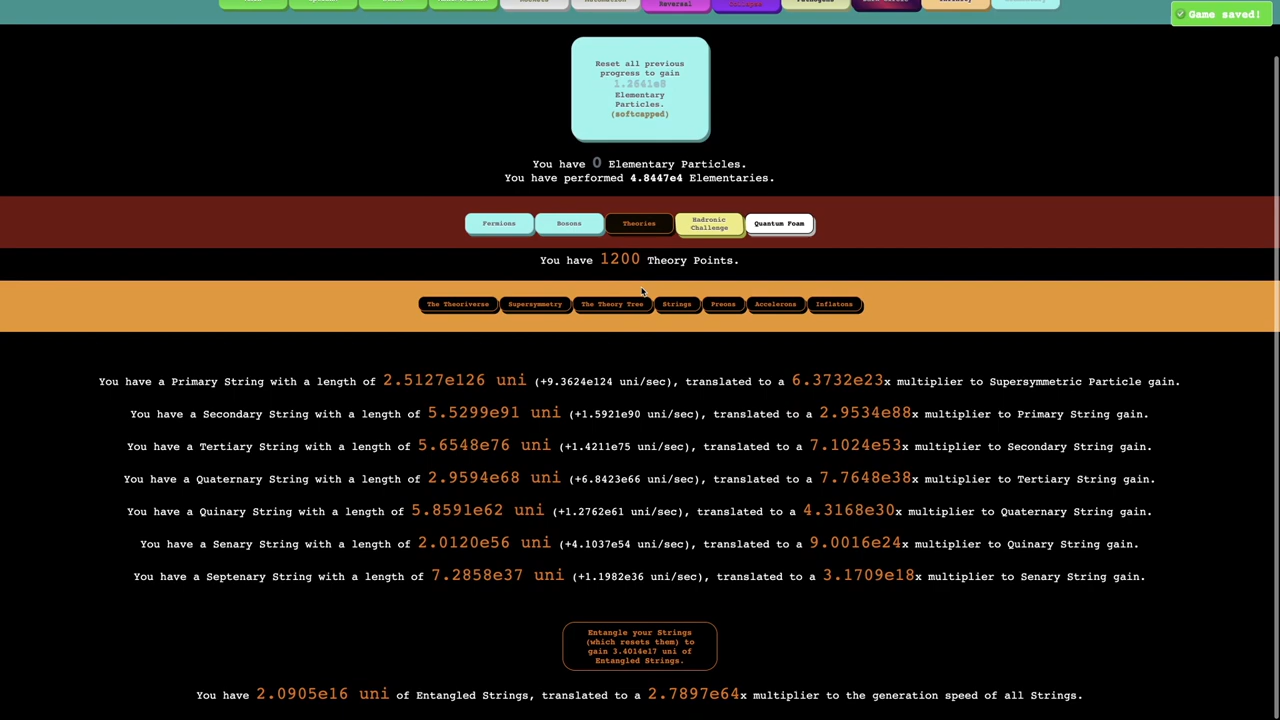 Reversal
Collapse
Pathogens
Infinity
Game saved!
Reset all previous
progress to gain
1.2641e8
Elementary
Particles.
(softcapped)
You have 0 Elementary Particles.
You have performed 4.8447e4 Elementaries.
Fermions
Bosons
Theories
Hadronic
Challenge
Quantum Foam
You have 1200 Theory Points.
The Theoriverse
Supersymmetry
The Theory Tree
Strings
Preons
Accelerons
Inflatons
You have a Primary String with a length of 2.5127e126 uni (+9.3624e124 uni/sec), translated to a 6.3732e23x multiplier to Supersymmetric Particle gain.
You have a Secondary String with a length of 5.5299e91 uni (+1.5921e90 uni/sec), translated to a 2.9534e88x multiplier to Primary String gain.
You have a Tertiary String with a length of 5.6548e76 uni (+1.4211e75 uni/sec), translated to a 7.1024e53x multiplier to Secondary String gain.
You have a Quaternary String with a length of 2.9594e68 uni (+6.8423e66 uni/sec), translated to a 7.7648e38x multiplier to Tertiary String gain.
You have a Quinary String with a length of 5.8591e62 uni (+1.2762e61 uni/sec), translated to a 4.3168e30x multiplier to Quaternary String gain.
You have a Senary String with a length of 2.0120e56 uni (+4.1037e54 uni/sec), translated to a 9.0016e24x multiplier to Quinary String gain.
You have a Septenary String with a length of 7.2858e37 uni (+1.1982e36 uni/sec), translated to a 3.1709e18x multiplier to Senary String gain.
Entangle your Strings
(which resets them) to
gain 3.4014e17 uni of
Entangled Strings.
You have 2.0905e16 uni of Entangled Strings, translated to a 2.7897e64x multiplier to the generation speed of all Strings.